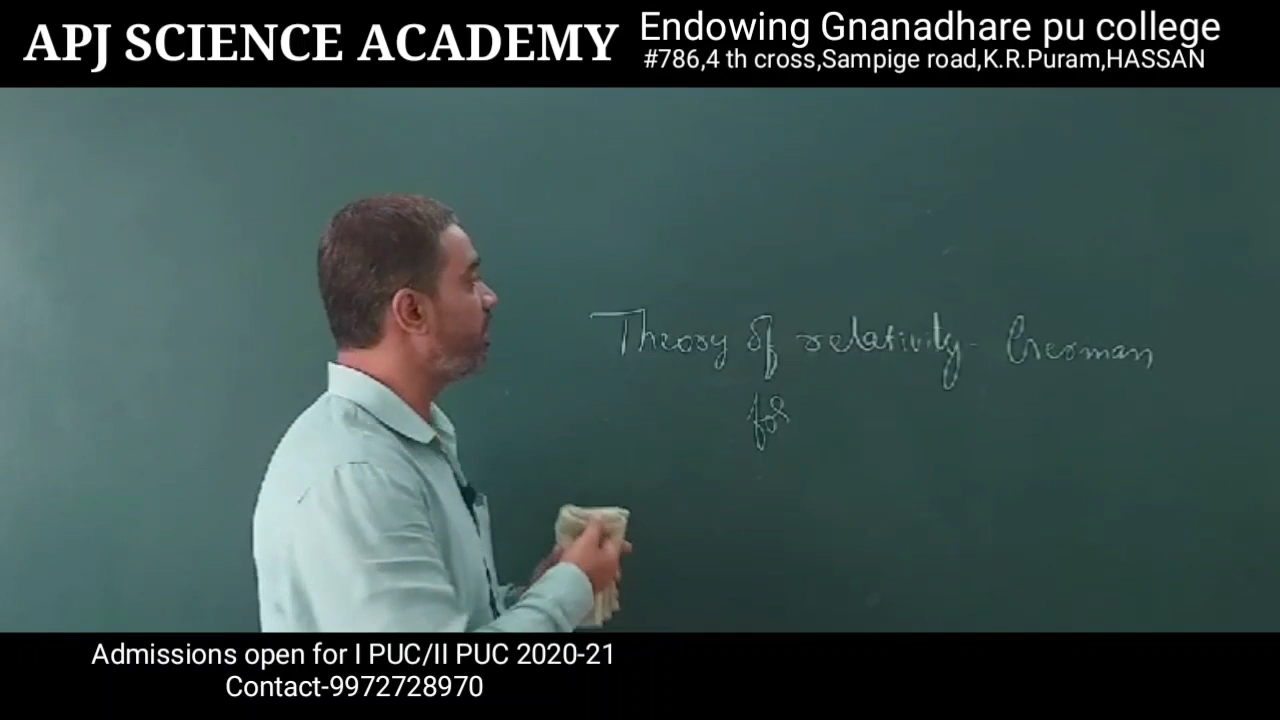 APJ SCIENCE ACADEMY
Endowing Gnanadhare pu college
#786,4 th cross,Sampige road,K.R.Puram,HASSAN
Theory of relativity - German
for
Admissions open for I PUC/II PUC 2020-21
Contact-9972728970